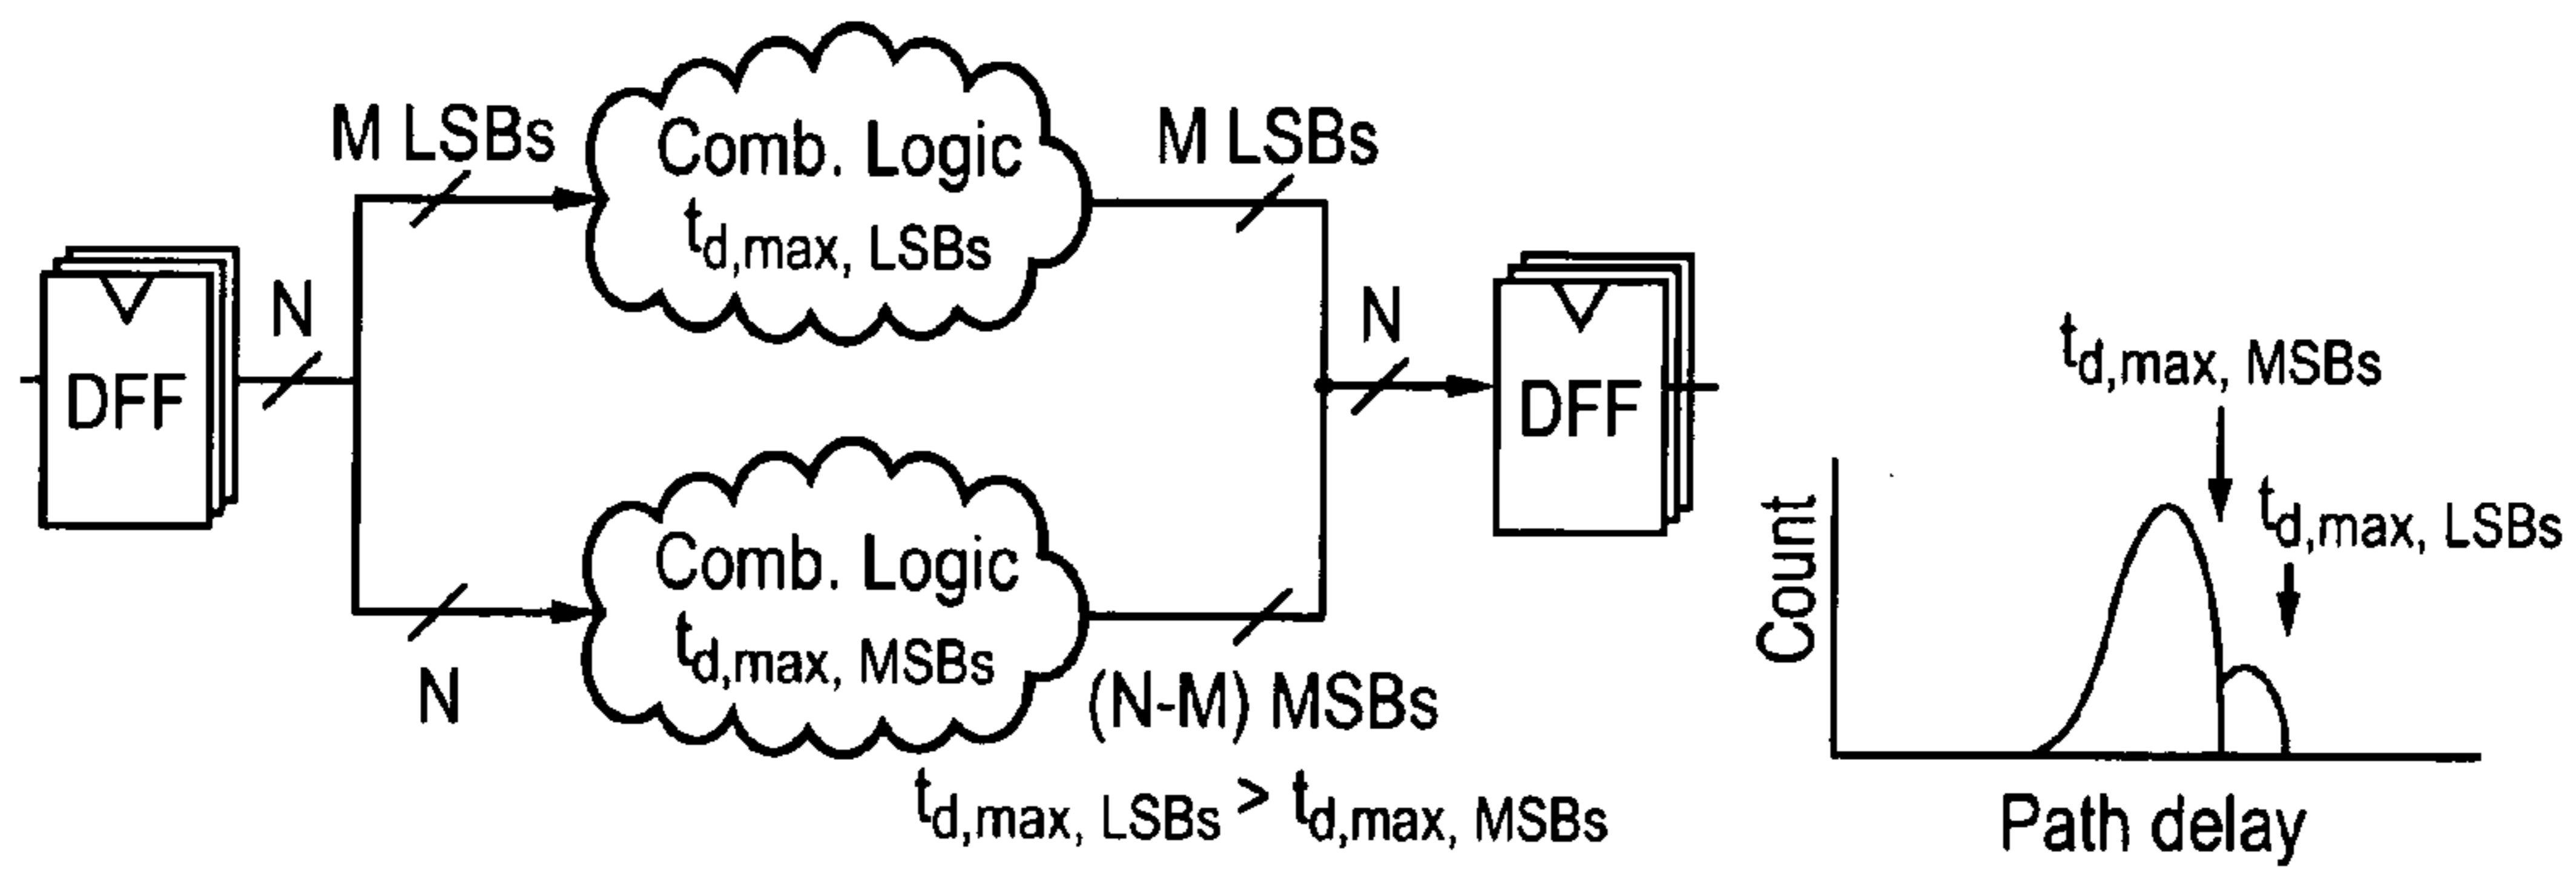 M LSBs
Comb. Logic
t_d,max, LSBs
M LSBs
N
DFF
N
DFF
N
Comb. Logic
t_d,max, MSBs
(N-M) MSBs
t_d,max, LSBs > t_d,max, MSBs
t_d,max, MSBs
t_d,max, LSBs
Count
Path delay